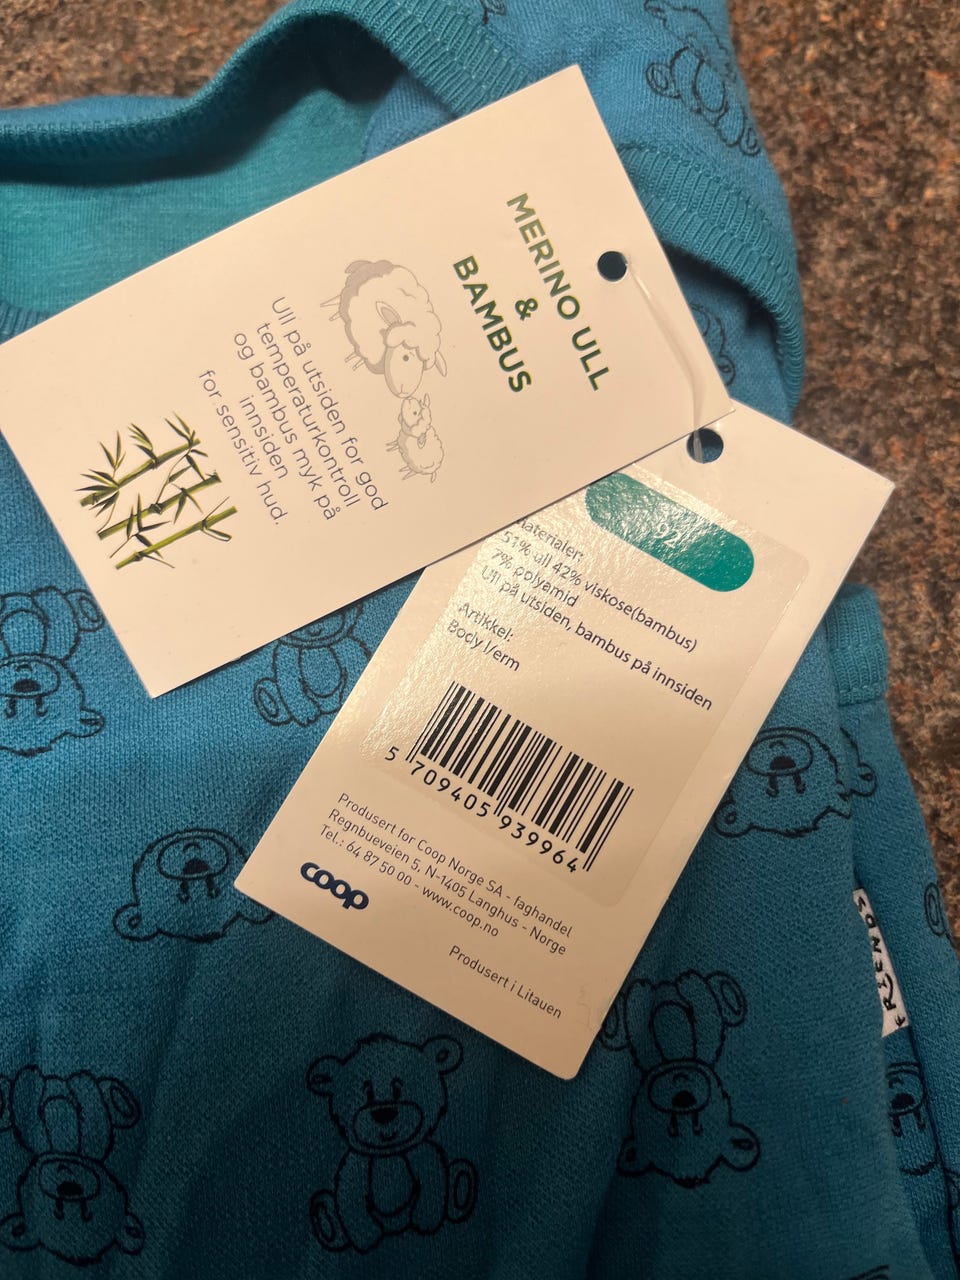 MERINO ULL
&
BAMBUS
Ull på utsiden for god
temperaturkontroll
og bambus myk på
innsiden
for sensitiv hud.
92
materialer:
51% ull 42% viskose(bambus)
7% polyamid
Ull på utsiden, bambus på innsiden
Artikkel:
Body l/erm
5 709405 939964
Produsert for Coop Norge SA - faghandel
Regnbueveien 5, N-1405 Langhus - Norge
Tel.: 64 87 50 00 - www.coop.no
coop
Produsert i Litauen
FRiENDS